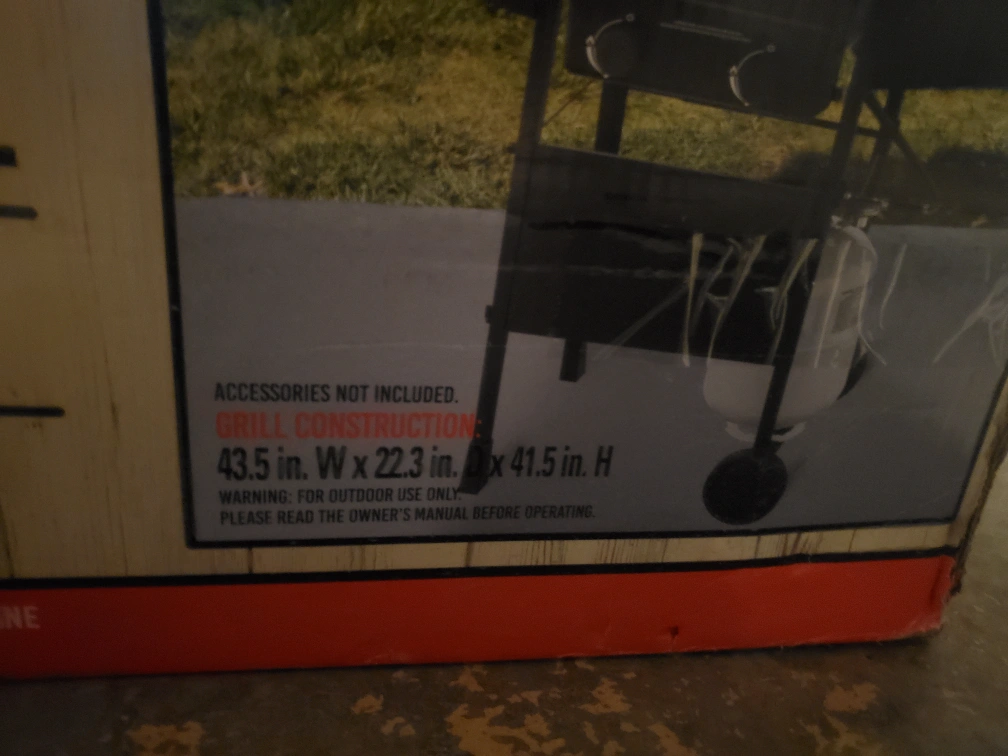 ACCESSORIES NOT INCLUDED.
GRILL CONSTRUCTION:
43.5 in. W x 22.3 in. D x 41.5 in. H
WARNING: FOR OUTDOOR USE ONLY.
PLEASE READ THE OWNER'S MANUAL BEFORE OPERATING.